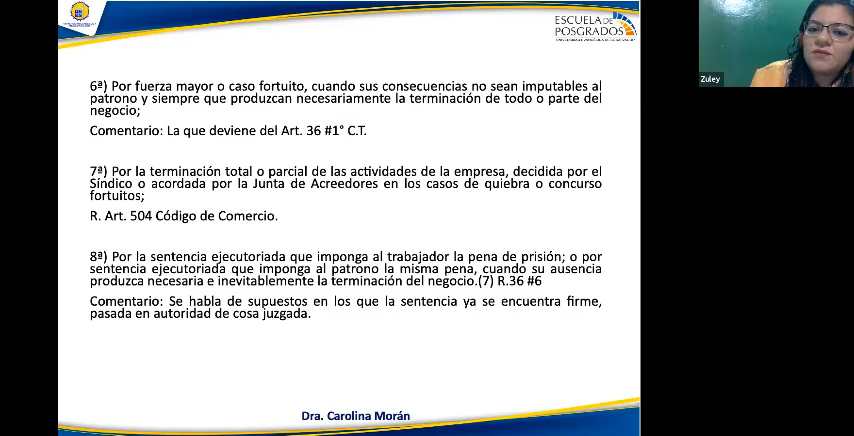 ESCUELA DE
POSGRADOS
6ª) Por fuerza mayor o caso fortuito, cuando sus consecuencias no sean imputables al
patrono y siempre que produzcan necesariamente la terminación de todo o parte del
negocio;
Comentario: La que deviene del Art. 36 #1° C.T.
7ª) Por la terminación total o parcial de las actividades de la empresa, decidida por el
Síndico o acordada por la Junta de Acreedores en los casos de quiebra o concurso
fortuitos;
R. Art. 504 Código de Comercio.
8ª) Por la sentencia ejecutoriada que imponga al trabajador la pena de prisión; o por
sentencia ejecutoriada que imponga al patrono la misma pena, cuando su ausencia
produzca necesaria e inevitablemente la terminación del negocio.(7) R.36 #6
Comentario: Se habla de supuestos en los que la sentencia ya se encuentra firme,
pasada en autoridad de cosa juzgada.
Dra. Carolina Morán
Zuley